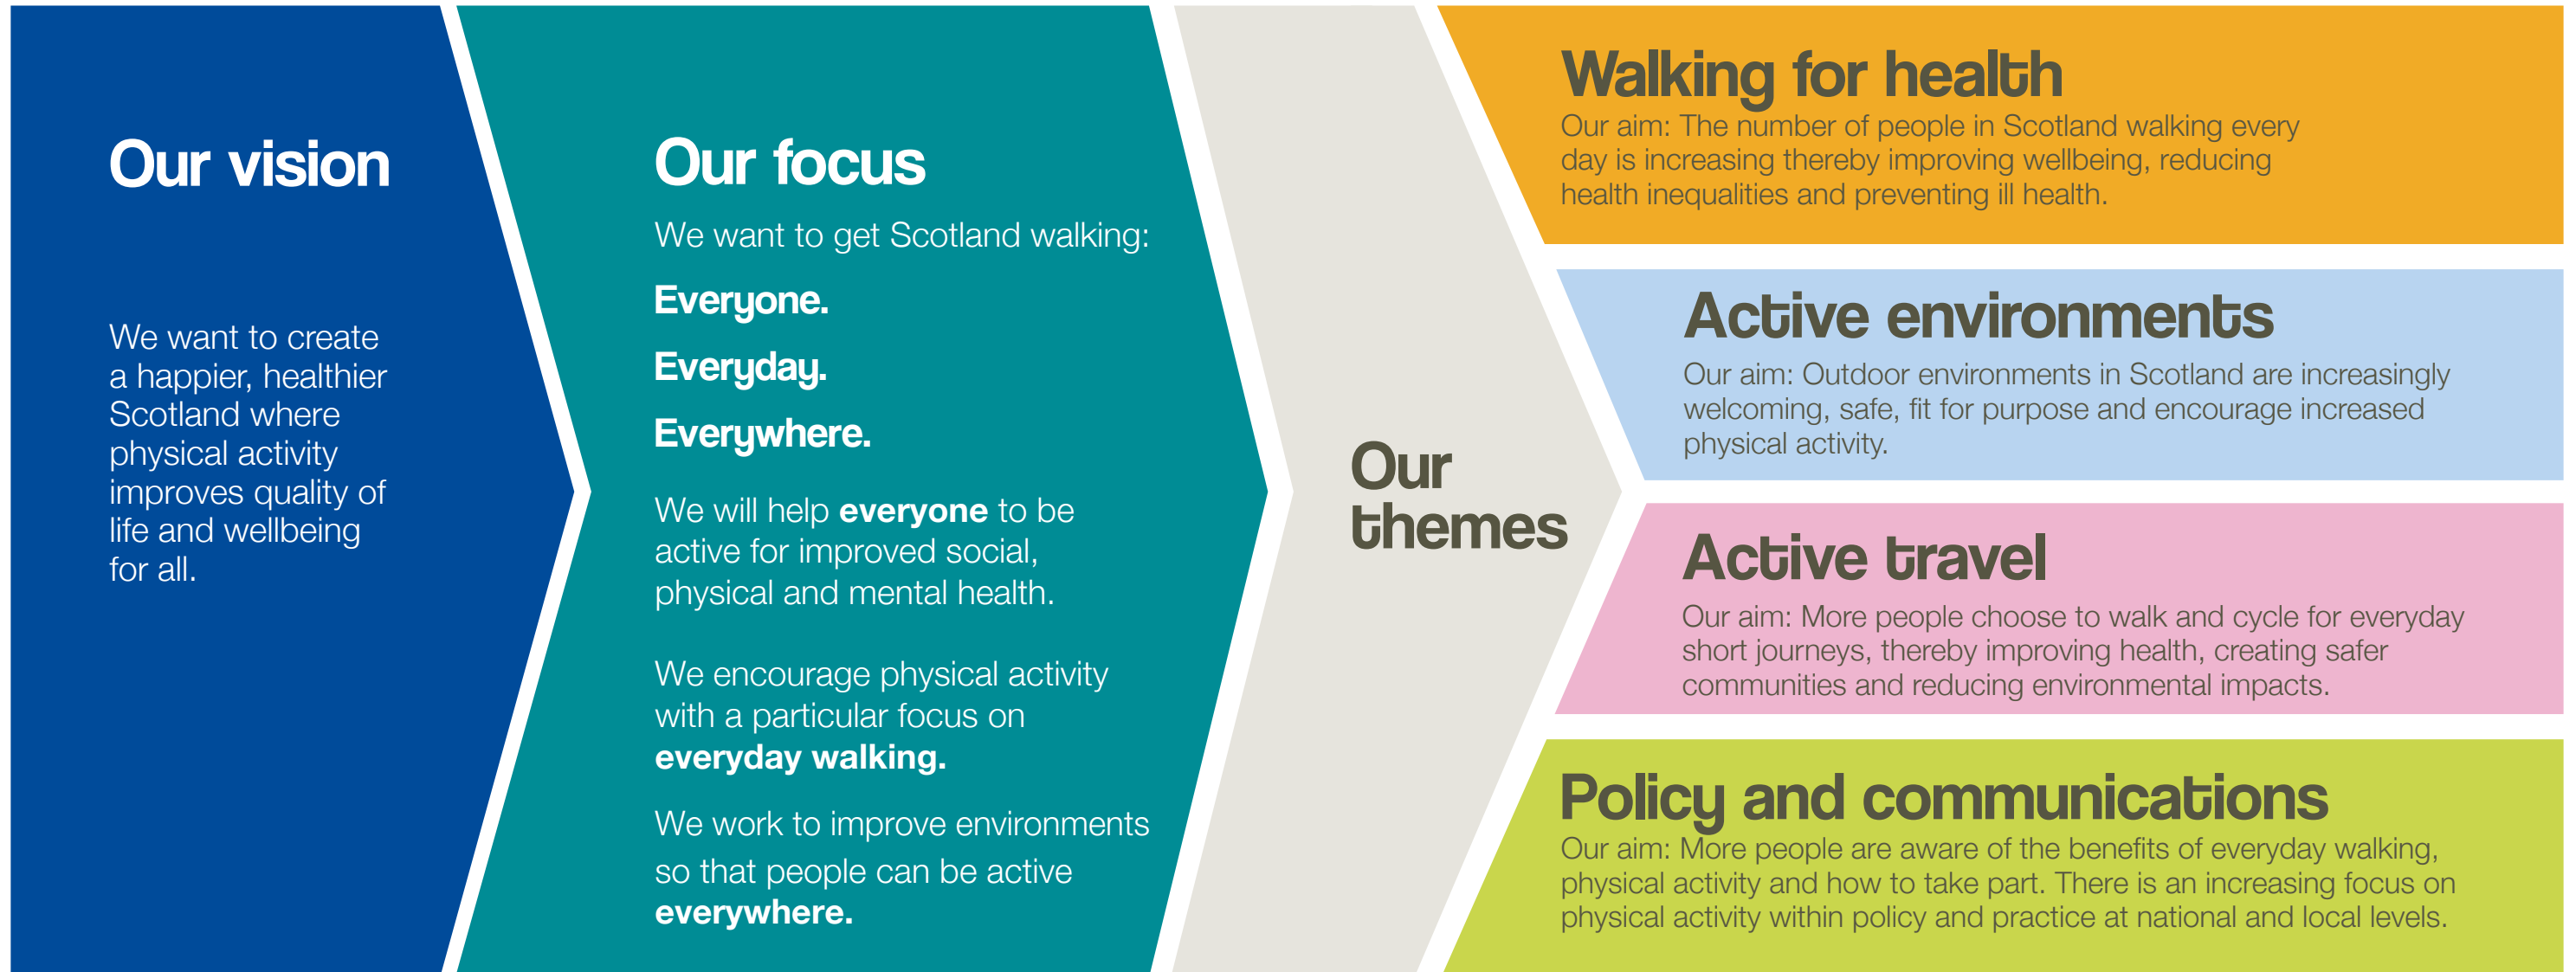 Our vision
We want to create
a happier, healthier
Scotland where
physical activity
improves quality of
life and wellbeing
for all.
Our focus
We want to get Scotland walking:
Everyone.
Everyday.
Everywhere.
We will help everyone to be
active for improved social,
physical and mental health.
We encourage physical activity
with a particular focus on
everyday walking.
We work to improve environments
so that people can be active
everywhere.
Our
themes
Walking for health
Our aim: The number of people in Scotland walking every
day is increasing thereby improving wellbeing, reducing
health inequalities and preventing ill health.
Active environments
Our aim: Outdoor environments in Scotland are increasingly
welcoming, safe, fit for purpose and encourage increased
physical activity.
Active travel
Our aim: More people choose to walk and cycle for everyday
short journeys, thereby improving health, creating safer
communities and reducing environmental impacts.
Policy and communications
Our aim: More people are aware of the benefits of everyday walking,
physical activity and how to take part. There is an increasing focus on
physical activity within policy and practice at national and local levels.